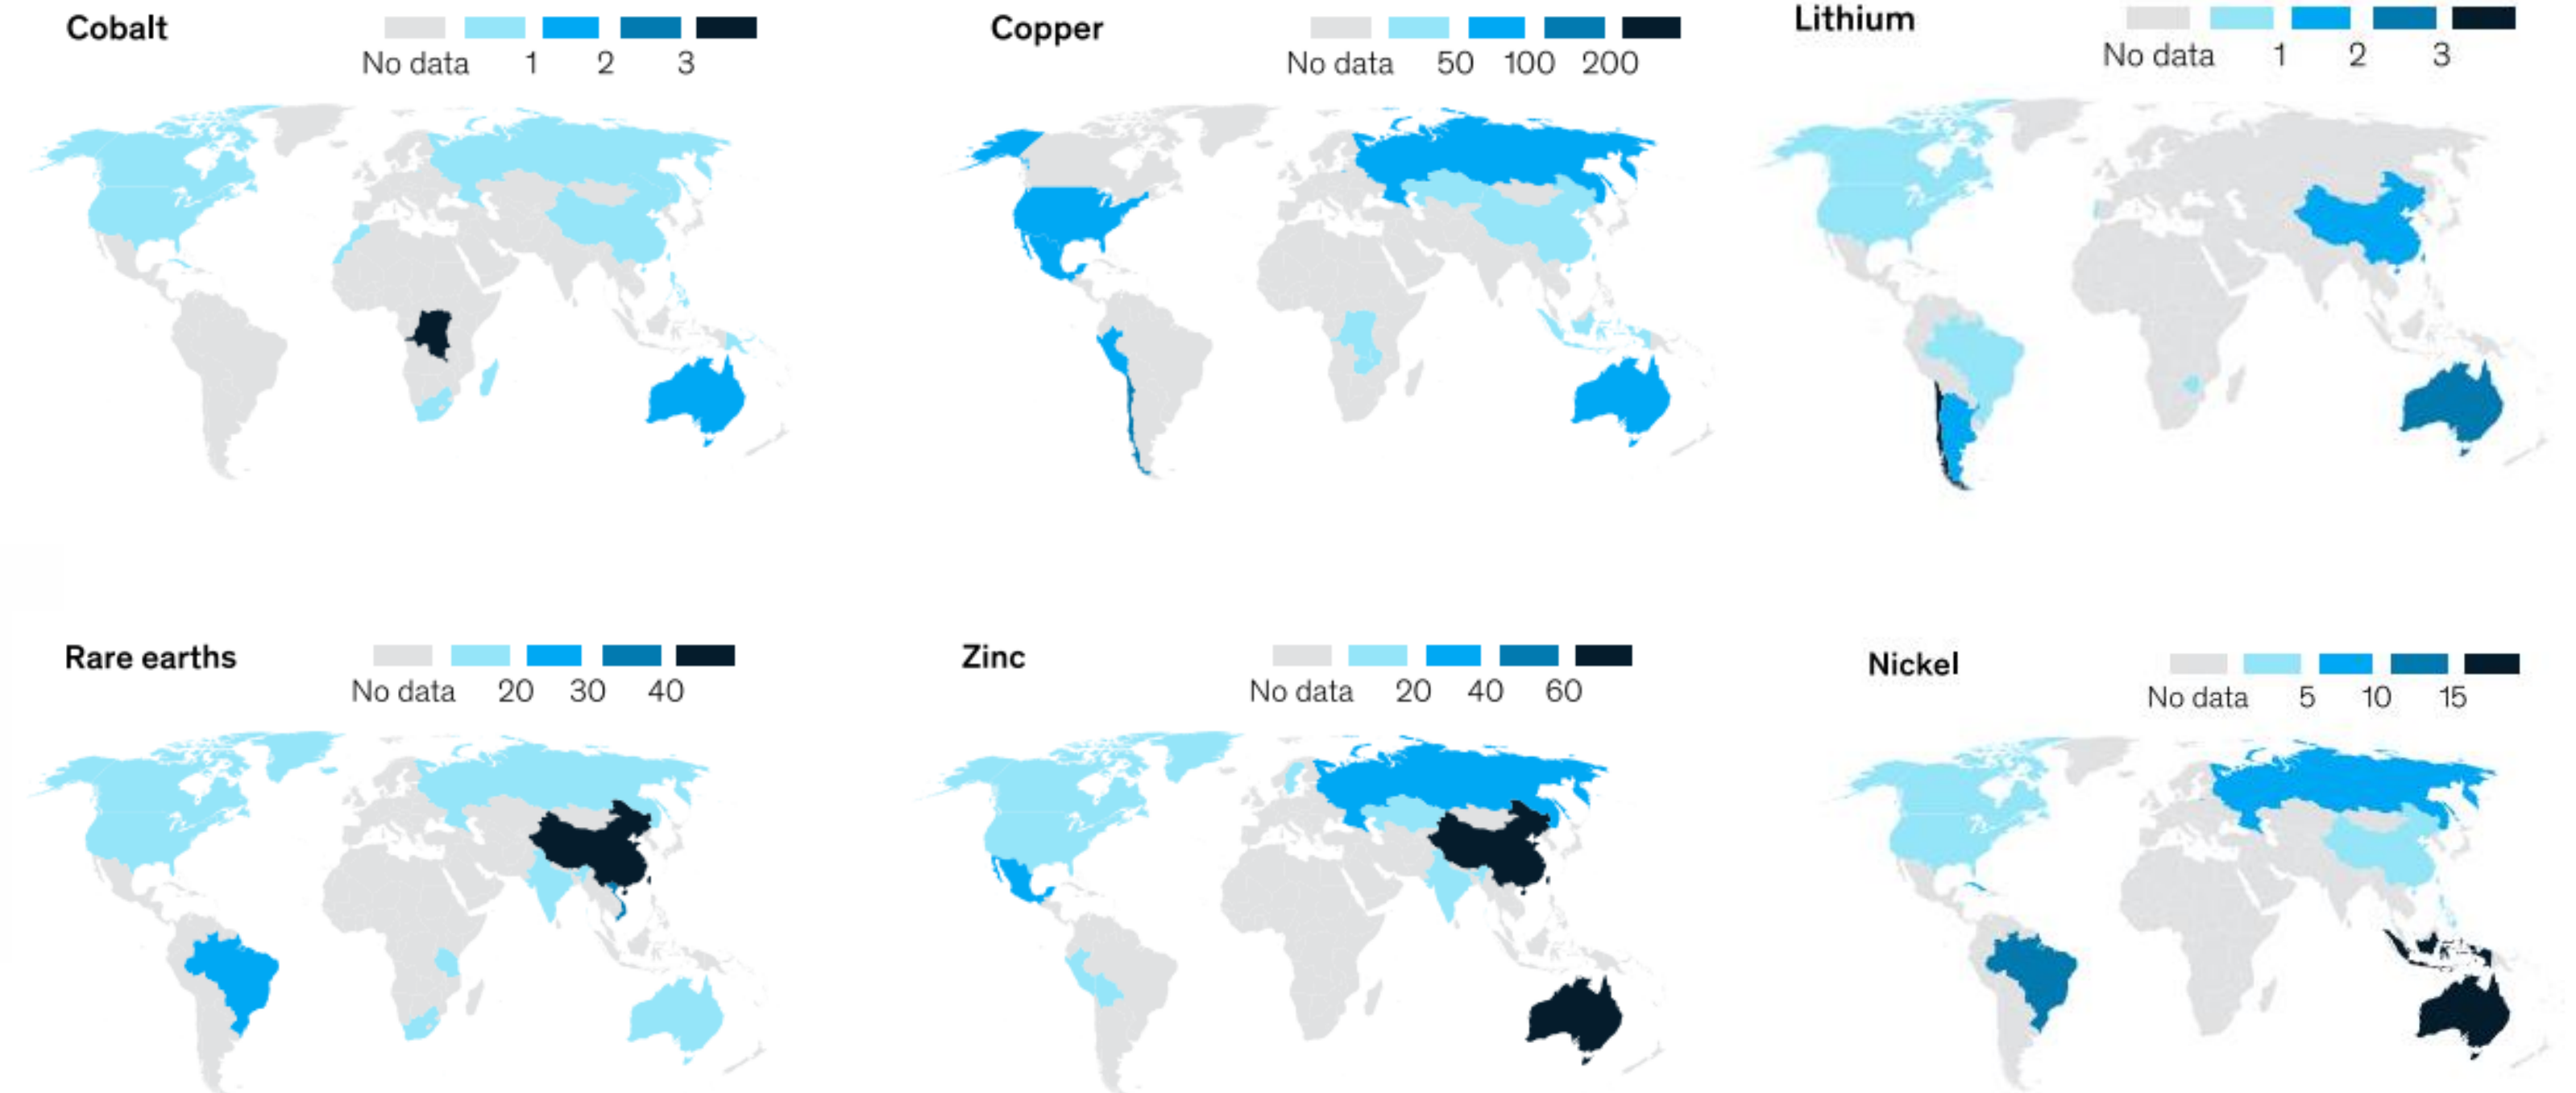 Cobalt
No data 1 2 3
Copper
No data 50 100 200
Lithium
No data 1 2 3
Rare earths
No data 20 30 40
Zinc
No data 20 40 60
Nickel
No data 5 10 15